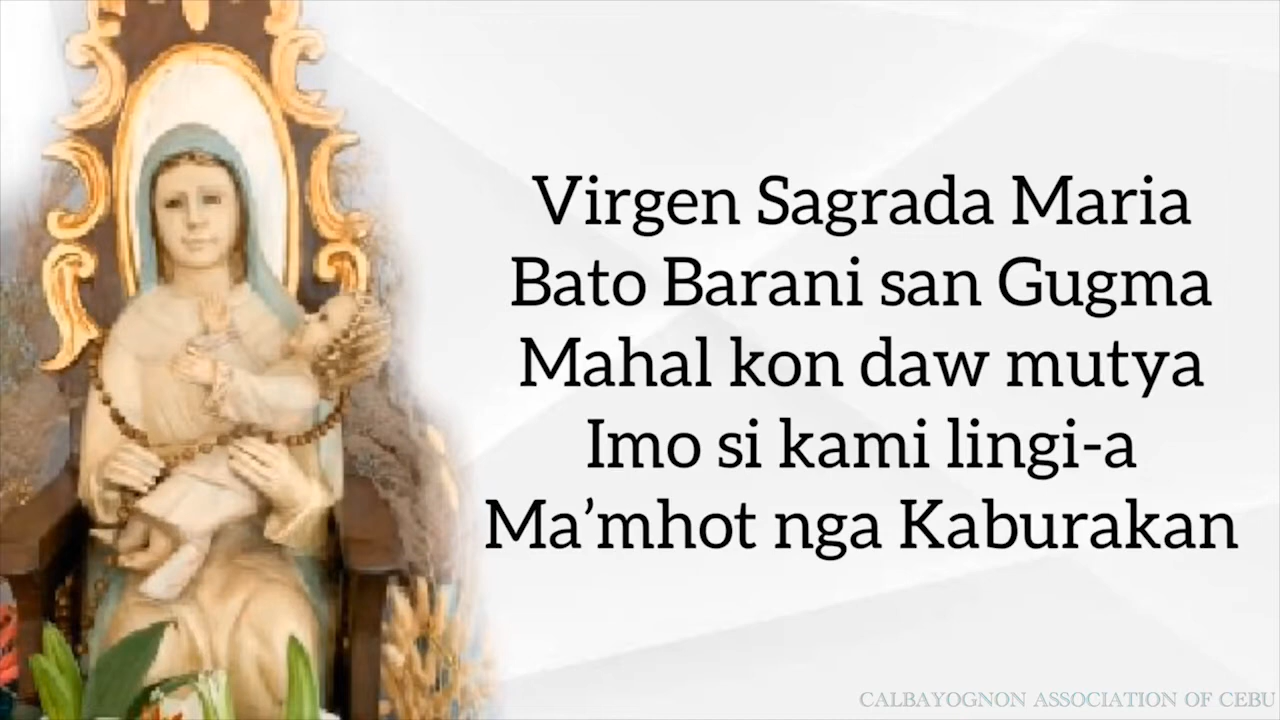 Virgen Sagrada Maria
Bato Barani san Gugma
Mahal kon daw mutya
Imo si kami lingi-a
Ma’mhot nga Kaburakan
CALBAYOGNON ASSOCIATION OF CEBU